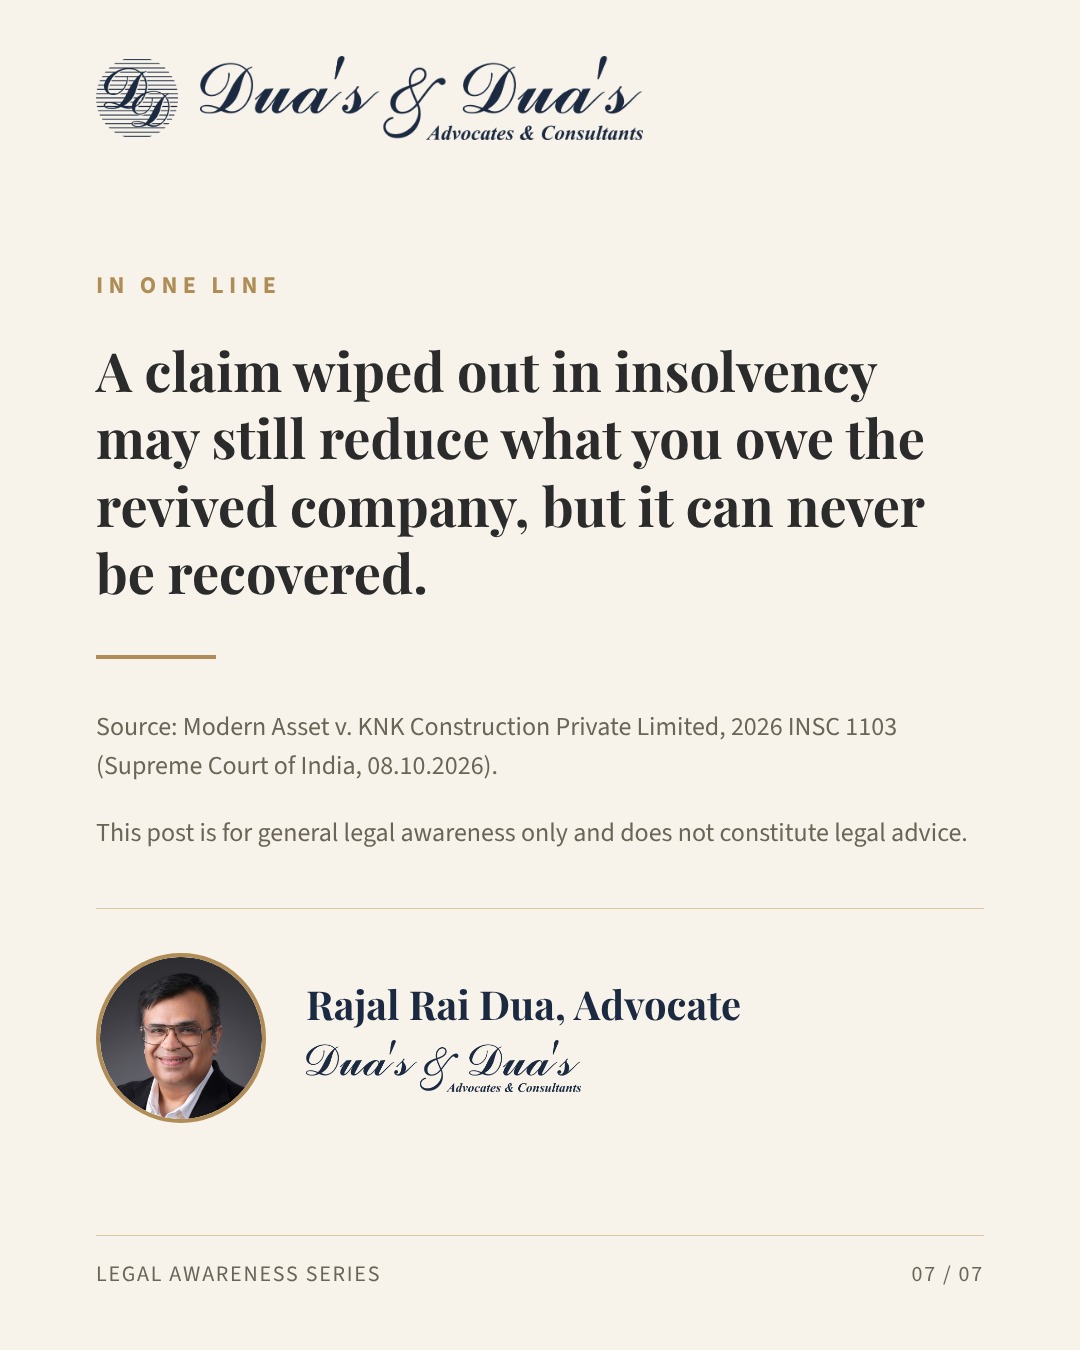 DD Dua's & Dua's
Advocates & Consultants
IN ONE LINE
A claim wiped out in insolvency
may still reduce what you owe the
revived company, but it can never
be recovered.
Source: Modern Asset v. KNK Construction Private Limited, 2026 INSC 1103
(Supreme Court of India, 08.10.2026).
This post is for general legal awareness only and does not constitute legal advice.
Rajal Rai Dua, Advocate
Dua's & Dua's
Advocates & Consultants
LEGAL AWARENESS SERIES
07 / 07